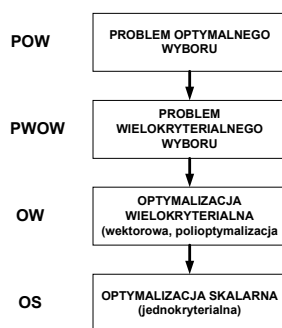 POW
PROBLEM OPTYMALNEGO
WYBORU
PWOW
PROBLEM
WIELOKRYTERIALNEGO
WYBORU
OW
OPTYMALIZACJA
WIELOKRYTERIALNA
(wektorowa, polioptymalizacja
OS
OPTYMALIZACJA SKALARNA
(jednokryterialna)